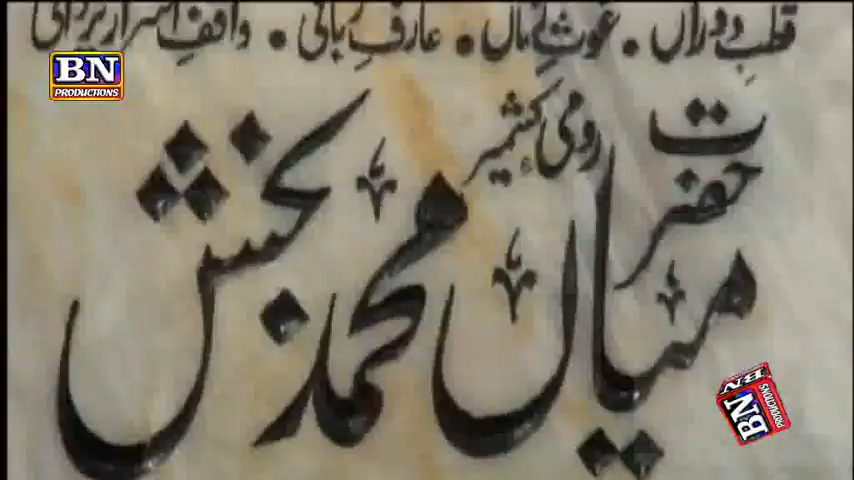 قطبِ دوراں • غوثِ زماں • عارفِ ربانی • واقفِ اسرار یزدانی
حضرت
رومی کشمیر
میاں محمد بخش
BN
PRODUCTIONS
BN
PRODUCTIONS
BN